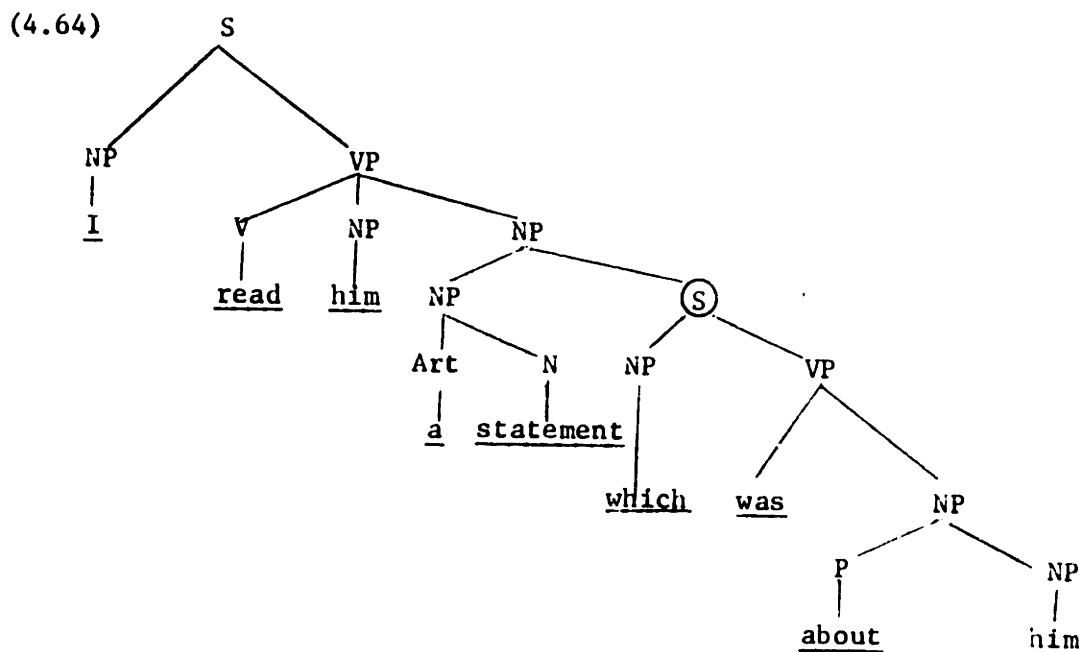 (4.64) S
NP VP
I V NP NP
read him NP S
Art N NP VP
a statement
which was NP
P NP
about him